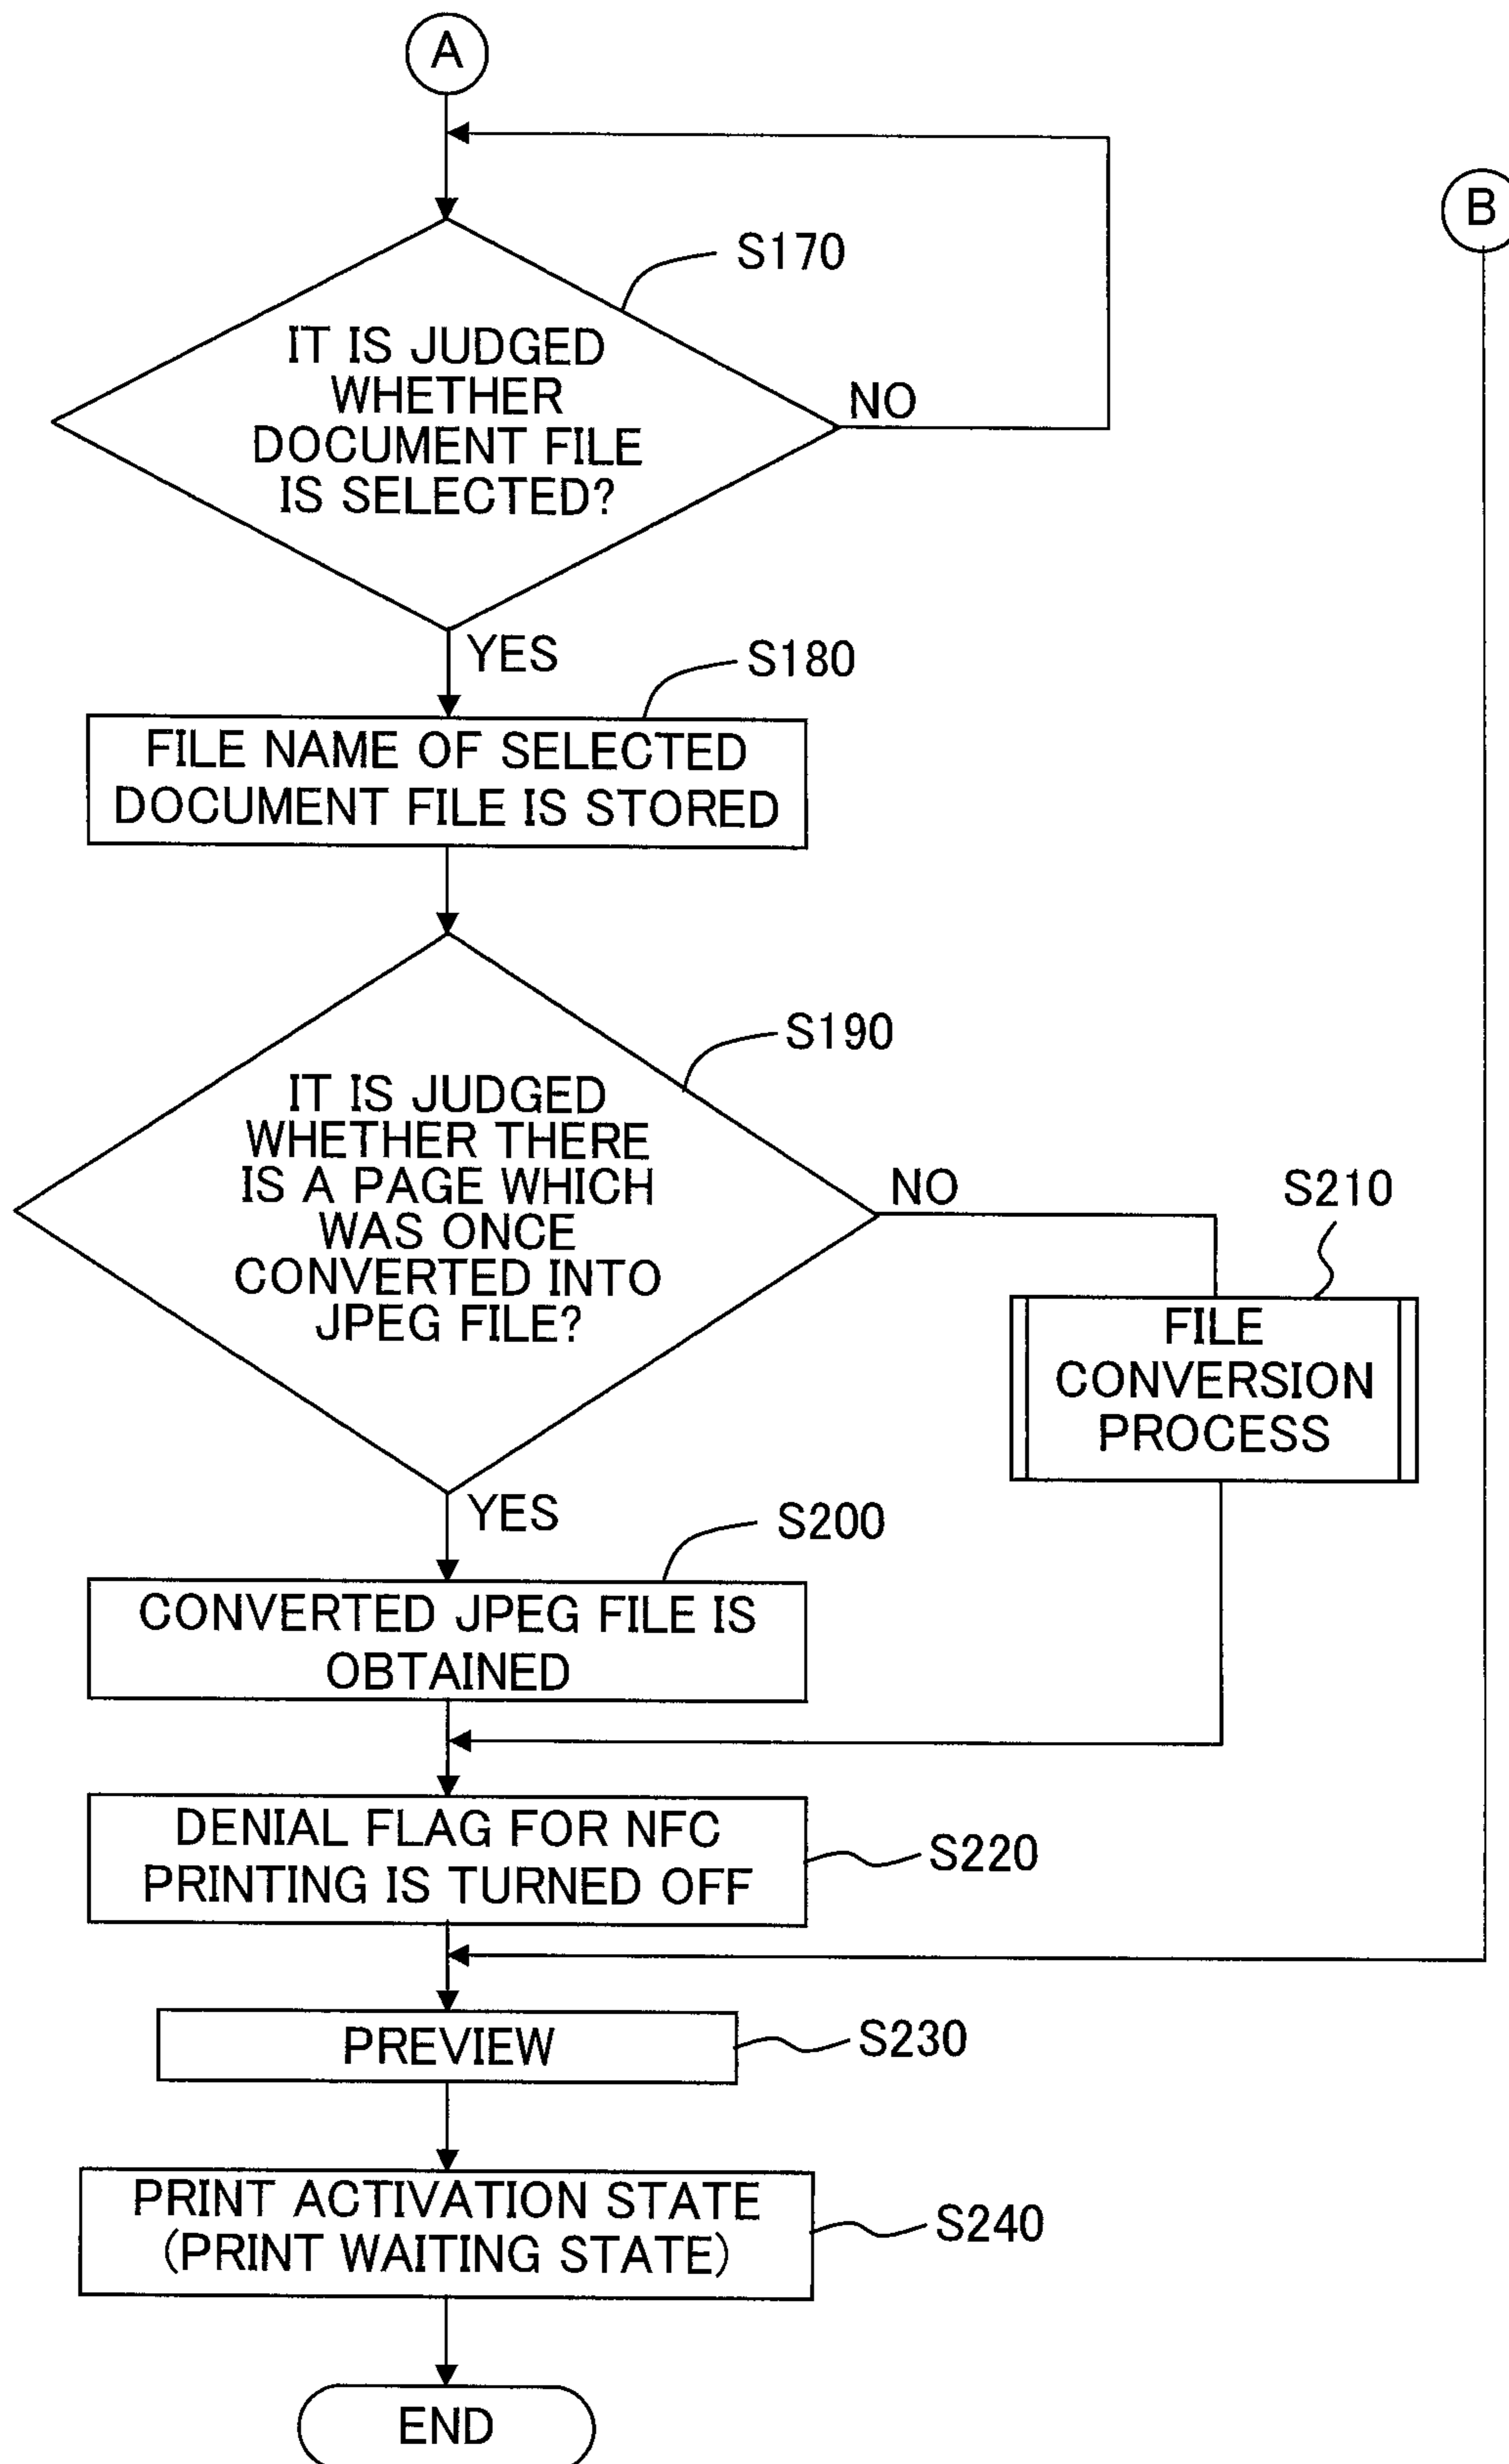 A
B
S170
IT IS JUDGED
WHETHER
DOCUMENT FILE
IS SELECTED?
NO
YES
S180
FILE NAME OF SELECTED
DOCUMENT FILE IS STORED
S190
IT IS JUDGED
WHETHER THERE
IS A PAGE WHICH
WAS ONCE
CONVERTED INTO
JPEG FILE?
NO
S210
FILE
CONVERSION
PROCESS
YES
S200
CONVERTED JPEG FILE IS
OBTAINED
DENIAL FLAG FOR NFC
PRINTING IS TURNED OFF
S220
PREVIEW
S230
PRINT ACTIVATION STATE
(PRINT WAITING STATE)
S240
END